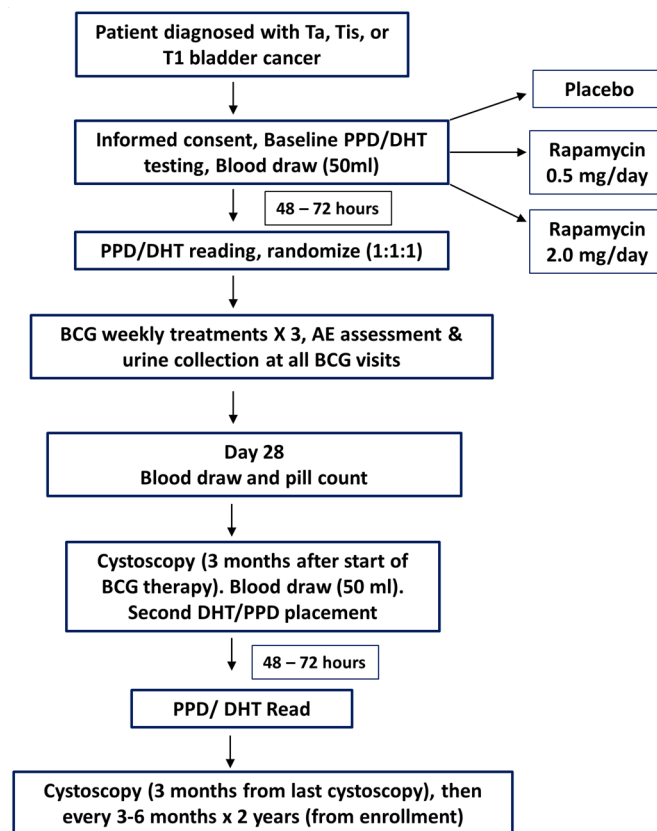 Patient diagnosed with Ta, Tis, or
T1 bladder cancer
Informed consent, Baseline PPD/DHT
testing, Blood draw (50ml)
Placebo
Rapamycin
0.5 mg/day
Rapamycin
2.0 mg/day
48 – 72 hours
PPD/DHT reading, randomize (1:1:1)
BCG weekly treatments X 3, AE assessment &
urine collection at all BCG visits
Day 28
Blood draw and pill count
Cystoscopy (3 months after start of
BCG therapy). Blood draw (50 ml).
Second DHT/PPD placement
48 – 72 hours
PPD/ DHT Read
Cystoscopy (3 months from last cystoscopy), then
every 3-6 months x 2 years (from enrollment)